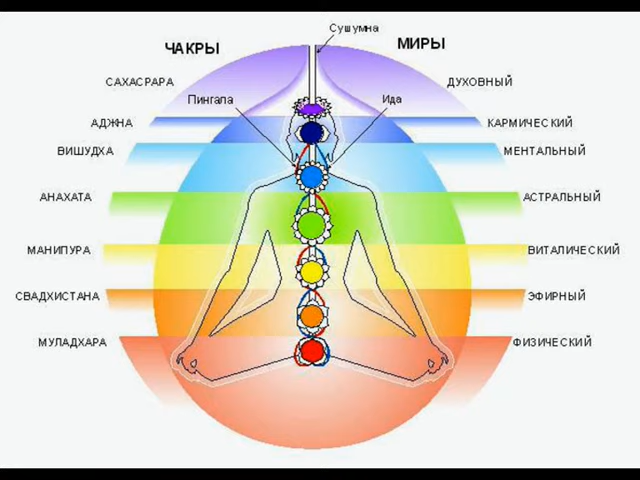 Сушумна
ЧАКРЫ
МИРЫ
САХАСРАРА
ДУХОВНЫЙ
Пингала
Ида
АДЖНА
КАРМИЧЕСКИЙ
ВИШУДХА
МЕНТАЛЬНЫЙ
АНАХАТА
АСТРАЛЬНЫЙ
МАНИПУРА
ВИТАЛИЧЕСКИЙ
СВАДХИСТАНА
ЭФИРНЫЙ
МУЛАДХАРА
ФИЗИЧЕСКИЙ